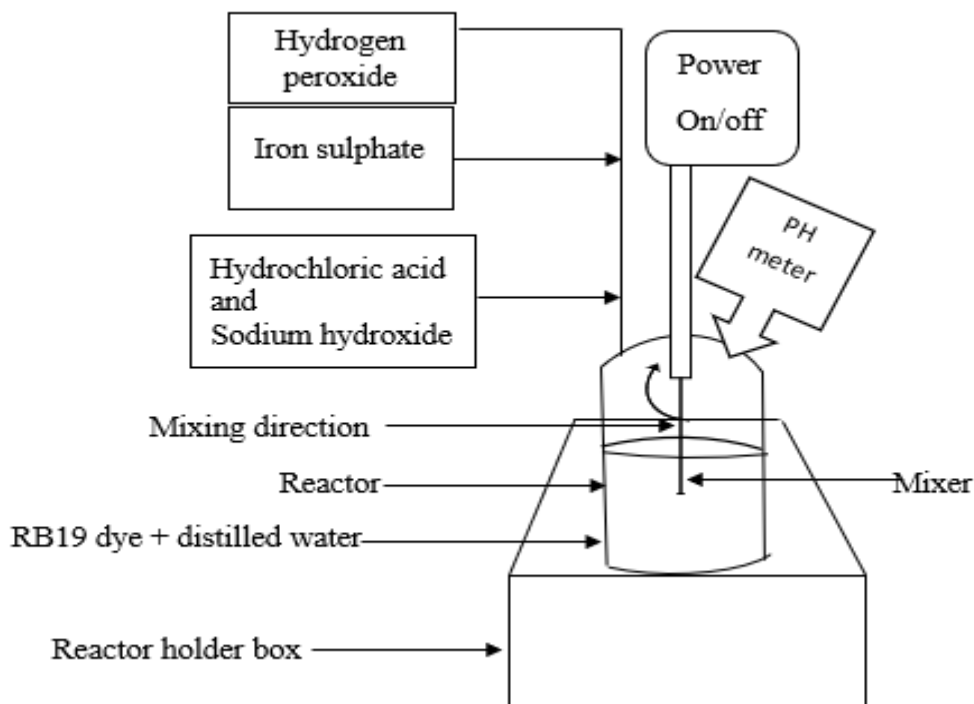 Hydrogen
peroxide
Power
On/off
Iron sulphate
PH
meter
Hydrochloric acid
and
Sodium hydroxide
Mixing direction
Reactor
Mixer
RB19 dye + distilled water
Reactor holder box